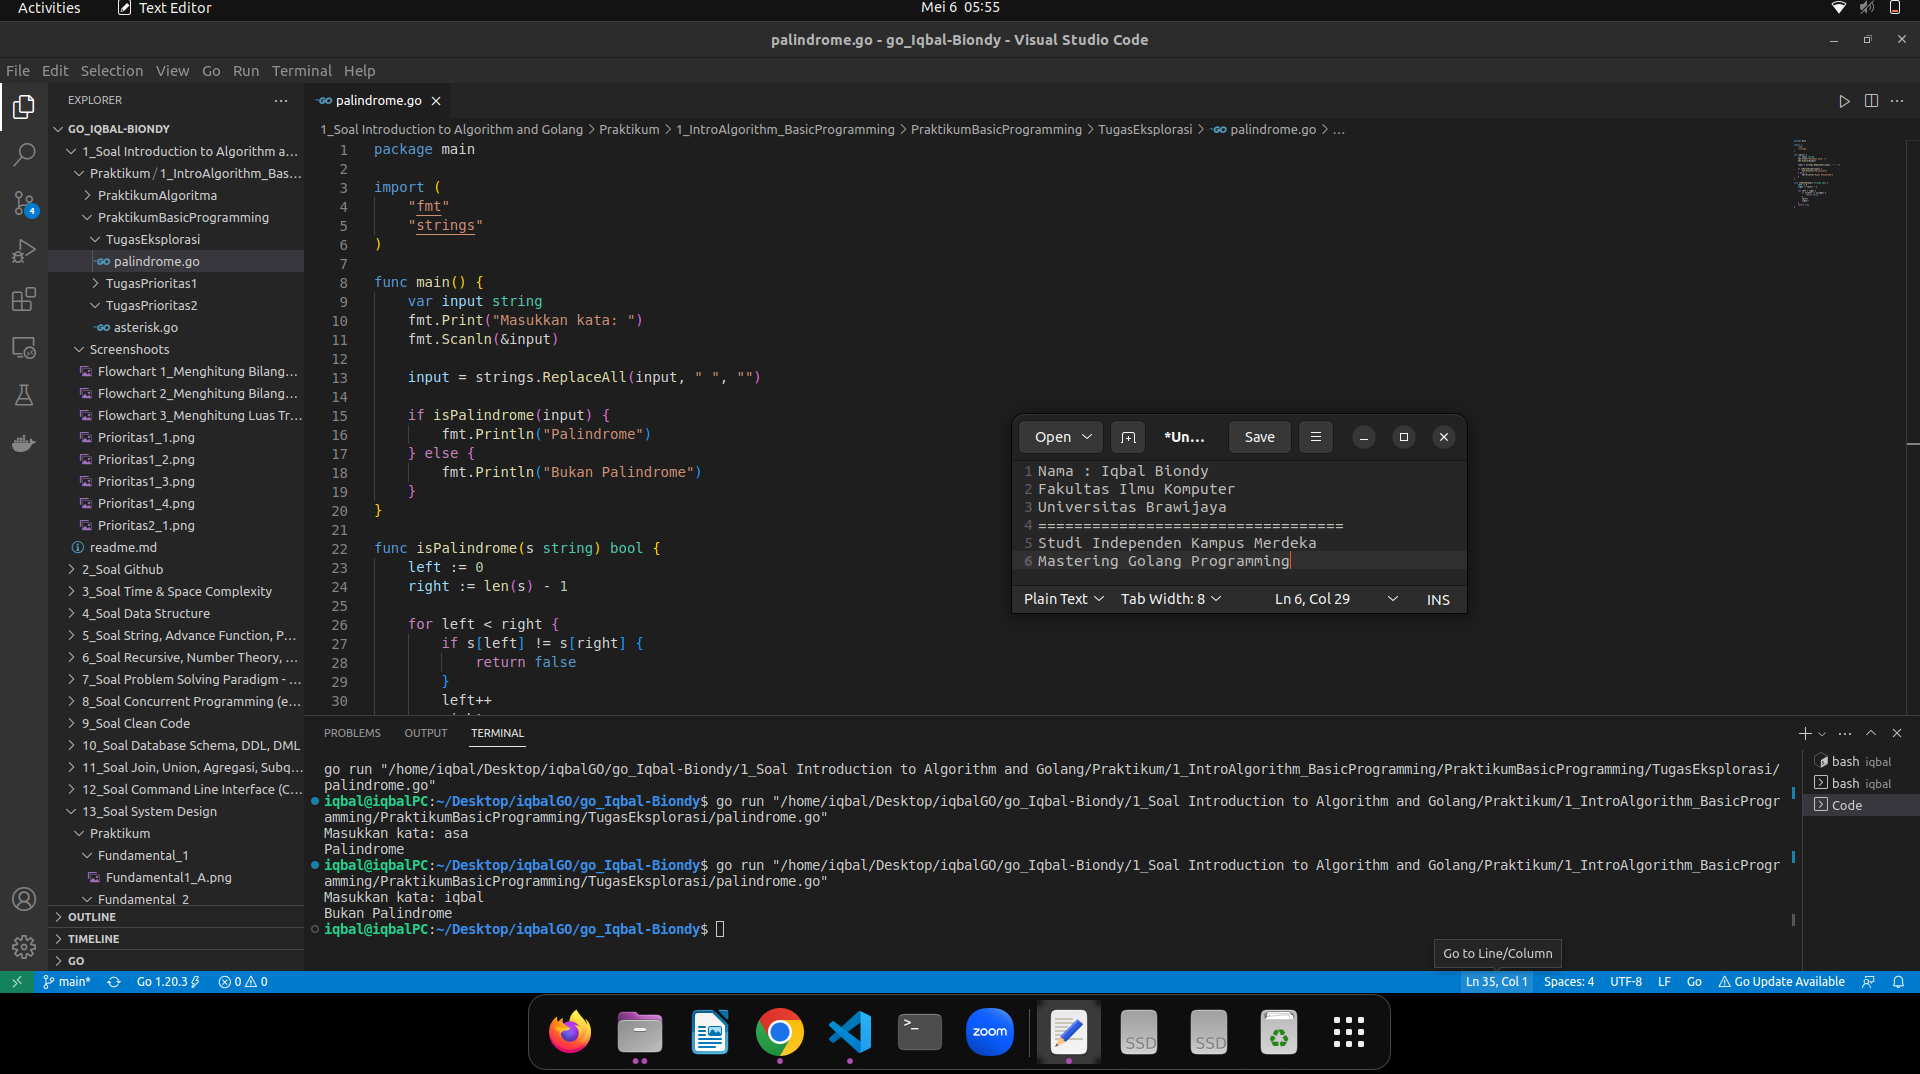 Activities
Text Editor
Mei 6 05:55
palindrome.go - go_Iqbal-Biondy - Visual Studio Code
File Edit Selection View Go Run Terminal Help
EXPLORER
GO_IQBAL-BIONDY
1_Soal Introduction to Algorithm a...
Praktikum / 1_IntroAlgorithm_Bas...
PraktikumAlgoritma
PraktikumBasicProgramming
TugasEksplorasi
palindrome.go
TugasPrioritas1
TugasPrioritas2
asterisk.go
Screenshoots
Flowchart 1_Menghitung Bilang...
Flowchart 2_Menghitung Bilang...
Flowchart 3_Menghitung Luas Tr...
Prioritas1_1.png
Prioritas1_2.png
Prioritas1_3.png
Prioritas1_4.png
Prioritas2_1.png
readme.md
2_Soal Github
3_Soal Time & Space Complexity
4_Soal Data Structure
5_Soal String, Advance Function, P...
6_Soal Recursive, Number Theory, ...
7_Soal Problem Solving Paradigm - ...
8_Soal Concurrent Programming (e...
9_Soal Clean Code
10_Soal Database Schema, DDL, DML
11_Soal Join, Union, Agregasi, Subq...
12_Soal Command Line Interface (C...
13_Soal System Design
Praktikum
Fundamental_1
Fundamental1_A.png
Fundamental 2
OUTLINE
TIMELINE
GO
palindrome.go
1_Soal Introduction to Algorithm and Golang > Praktikum > 1_IntroAlgorithm_BasicProgramming > PraktikumBasicProgramming > TugasEksplorasi > palindrome.go > ...
1 package main
2
3 import (
4 "fmt"
5 "strings"
6 )
7
8 func main() {
9 var input string
10 fmt.Print("Masukkan kata: ")
11 fmt.Scanln(&input)
12
13 input = strings.ReplaceAll(input, " ", "")
14
15 if isPalindrome(input) {
16 fmt.Println("Palindrome")
17 } else {
18 fmt.Println("Bukan Palindrome")
19 }
20 }
21
22 func isPalindrome(s string) bool {
23 left := 0
24 right := len(s) - 1
25
26 for left < right {
27 if s[left] != s[right] {
28 return false
29 }
30 left++
Open
*Un...
Save
1 Nama : Iqbal Biondy
2 Fakultas Ilmu Komputer
3 Universitas Brawijaya
4 ==================================
5 Studi Independen Kampus Merdeka
6 Mastering Golang Programming
Plain Text Tab Width: 8 Ln 6, Col 29 INS
PROBLEMS OUTPUT TERMINAL
go run "/home/iqbal/Desktop/iqbalGO/go_Iqbal-Biondy/1_Soal Introduction to Algorithm and Golang/Praktikum/1_IntroAlgorithm_BasicProgramming/PraktikumBasicProgramming/TugasEksplorasi/
palindrome.go"
iqbal@iqbalPC:~/Desktop/iqbalGO/go_Iqbal-Biondy$ go run "/home/iqbal/Desktop/iqbalGO/go_Iqbal-Biondy/1_Soal Introduction to Algorithm and Golang/Praktikum/1_IntroAlgorithm_BasicProgr
amming/PraktikumBasicProgramming/TugasEksplorasi/palindrome.go"
Masukkan kata: asa
Palindrome
iqbal@iqbalPC:~/Desktop/iqbalGO/go_Iqbal-Biondy$ go run "/home/iqbal/Desktop/iqbalGO/go_Iqbal-Biondy/1_Soal Introduction to Algorithm and Golang/Praktikum/1_IntroAlgorithm_BasicProgr
amming/PraktikumBasicProgramming/TugasEksplorasi/palindrome.go"
Masukkan kata: iqbal
Bukan Palindrome
iqbal@iqbalPC:~/Desktop/iqbalGO/go_Iqbal-Biondy$
bash iqbal
bash iqbal
Code
Go to Line/Column
4
main* Go 1.20.3 0 0
Ln 35, Col 1 Spaces: 4 UTF-8 LF Go Go Update Available
zoom
SSD
SSD